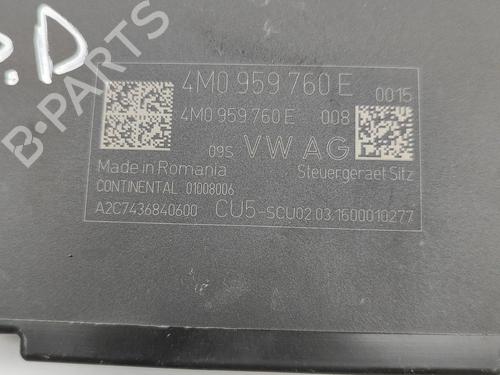 P.D
B-PARTS
4M0 959 760 E 0015
4M0 959 760 E 008
09S VW AG
Made in Romania Steuergeraet Sitz
CONTINENTAL 01008006
A2C7436840600 CU5-SCU02.03.1500010277